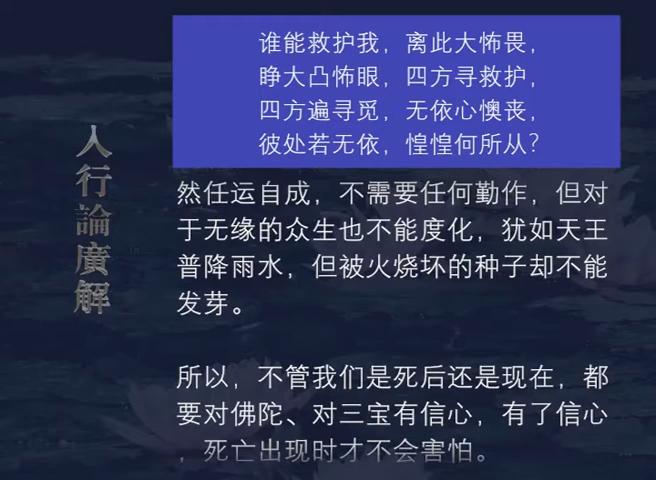 谁能救护我，离此大怖畏，
睁大凸怖眼，四方寻救护，
四方遍寻觅，无依心懊丧，
彼处若无依，惶惶何所从？
入行論廣解
然任运自成，不需要任何勤作，但对
于无缘的众生也不能度化，犹如天王
普降雨水，但被火烧坏的种子却不能
发芽。
所以，不管我们是死后还是现在，都
要对佛陀、对三宝有信心，有了信心
，死亡出现时才不会害怕。